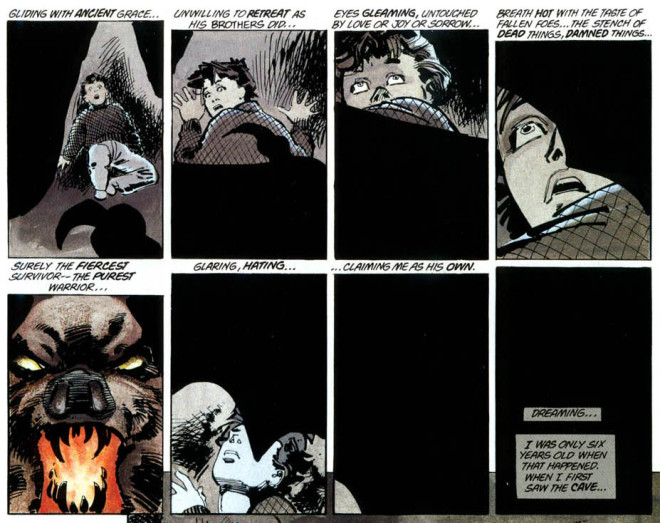 GLIDING WITH ANCIENT GRACE...
UNWILLING TO RETREAT AS
HIS BROTHERS DID...
EYES GLEAMING, UNTOUCHED
BY LOVE OR JOY OR SORROW...
BREATH HOT WITH THE TASTE OF
FALLEN FOES...THE STENCH OF
DEAD THINGS, DAMNED THINGS...
SURELY THE FIERCEST
SURVIVOR--THE PUREST
WARRIOR...
GLARING, HATING...
...CLAIMING ME AS HIS OWN.
DREAMING...
I WAS ONLY SIX
YEARS OLD WHEN
THAT HAPPENED.
WHEN I FIRST
SAW THE CAVE...